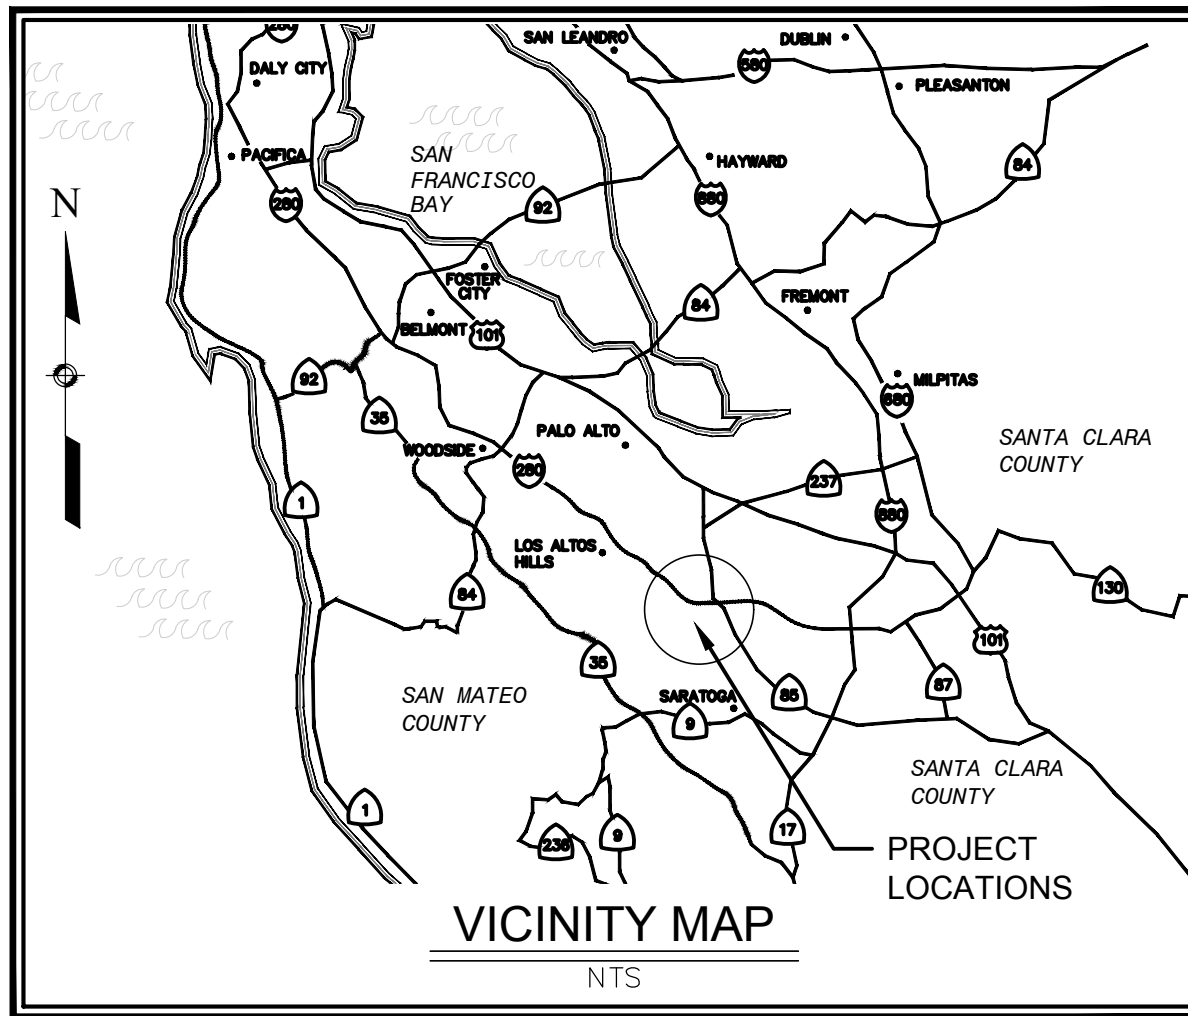 280
SAN LEANDRO
DUBLIN
DALY CITY
580
PLEASANTON
SAN
FRANCISCO
BAY
PACIFICA
HAYWARD
84
N
280
92
680
FOSTER
CITY
84
FREMONT
BELMONT
101
92
MILPITAS
35
680
WOODSIDE
PALO ALTO
SANTA CLARA
COUNTY
280
237
1
880
LOS ALTOS
HILLS
84
130
101
35
SAN MATEO
COUNTY
SARATOGA
85
87
9
SANTA CLARA
COUNTY
1
236
9
17
PROJECT
LOCATIONS
VICINITY MAP
NTS